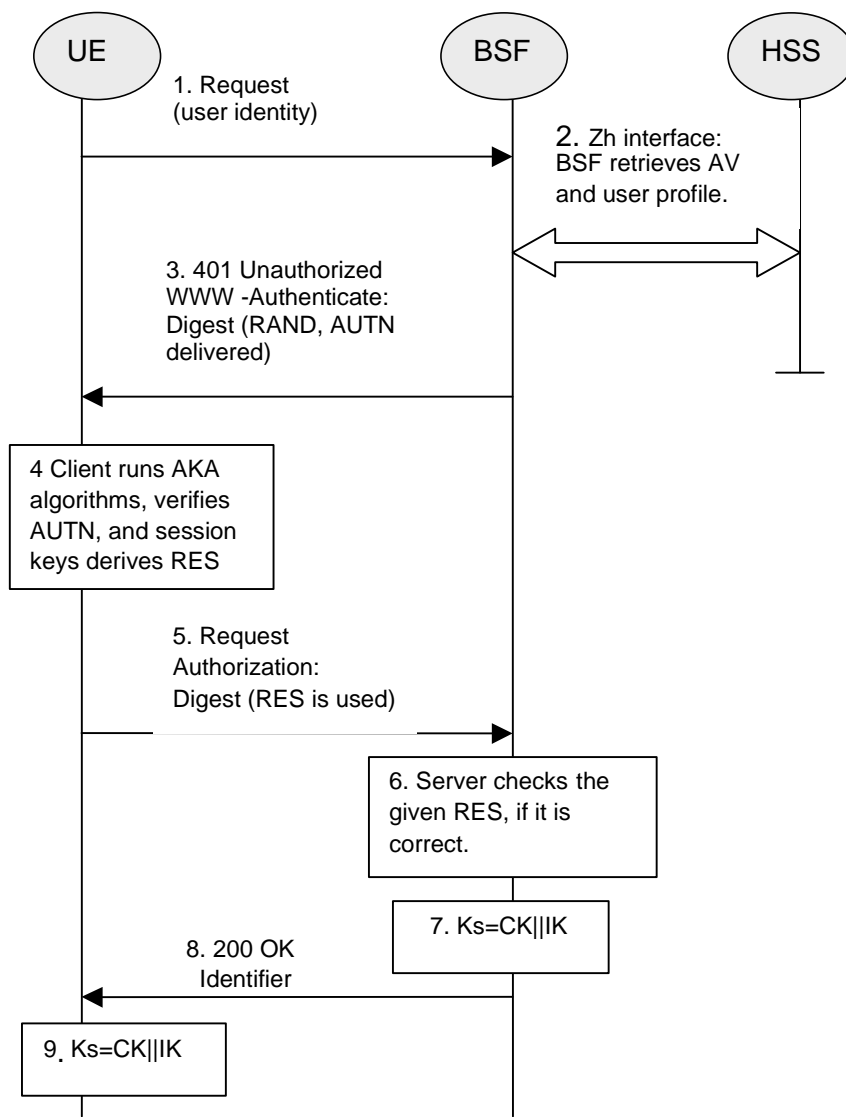 UE
BSF
HSS
1. Request
(user identity)
2. Zh interface:
BSF retrieves AV
and user profile.
3. 401 Unauthorized
WWW -Authenticate:
Digest (RAND, AUTN
delivered)
4 Client runs AKA
algorithms, verifies
AUTN, and session
keys derives RES
5. Request
Authorization:
Digest (RES is used)
6. Server checks the
given RES, if it is
correct.
7. Ks=CK||IK
8. 200 OK
Identifier
9. Ks=CK||IK